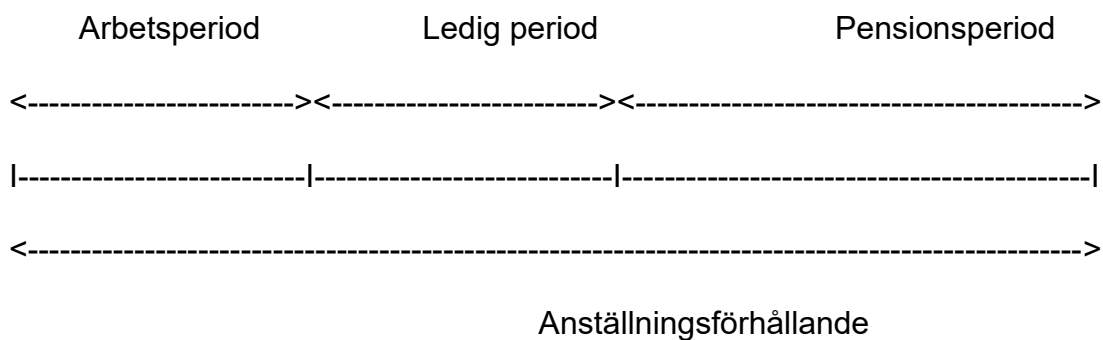 Arbetsperiod Ledig period Pensionsperiod
<-------------------------><-------------------------><------------------------------------------>
|---------------------------|----------------------------|--------------------------------------------|
<---------------------------------------------------------------------------------------------------->
Anställningsförhållande